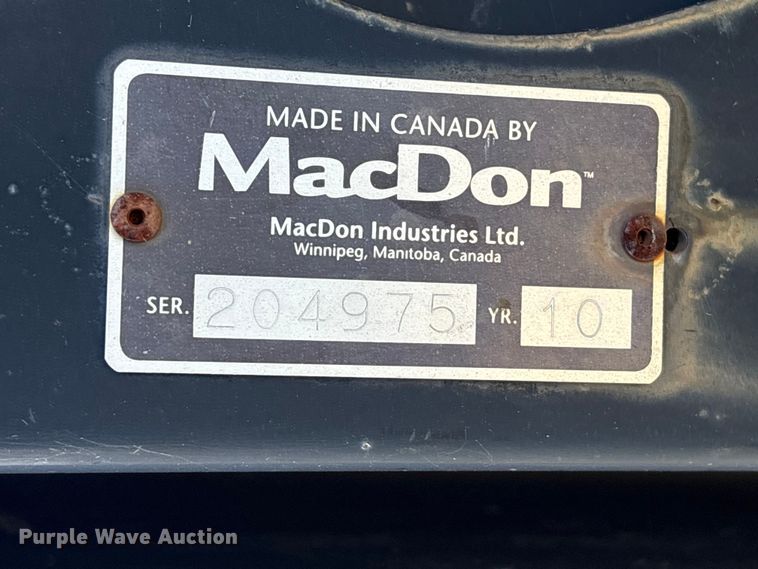 MADE IN CANADA BY
MacDon™
MacDon Industries Ltd.
Winnipeg, Manitoba, Canada
SER. 204975 YR. 10
Purple Wave Auction